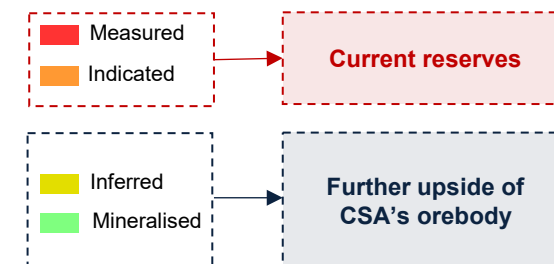 Measured
Indicated
Current reserves
Inferred
Mineralised
Further upside of
CSA's orebody